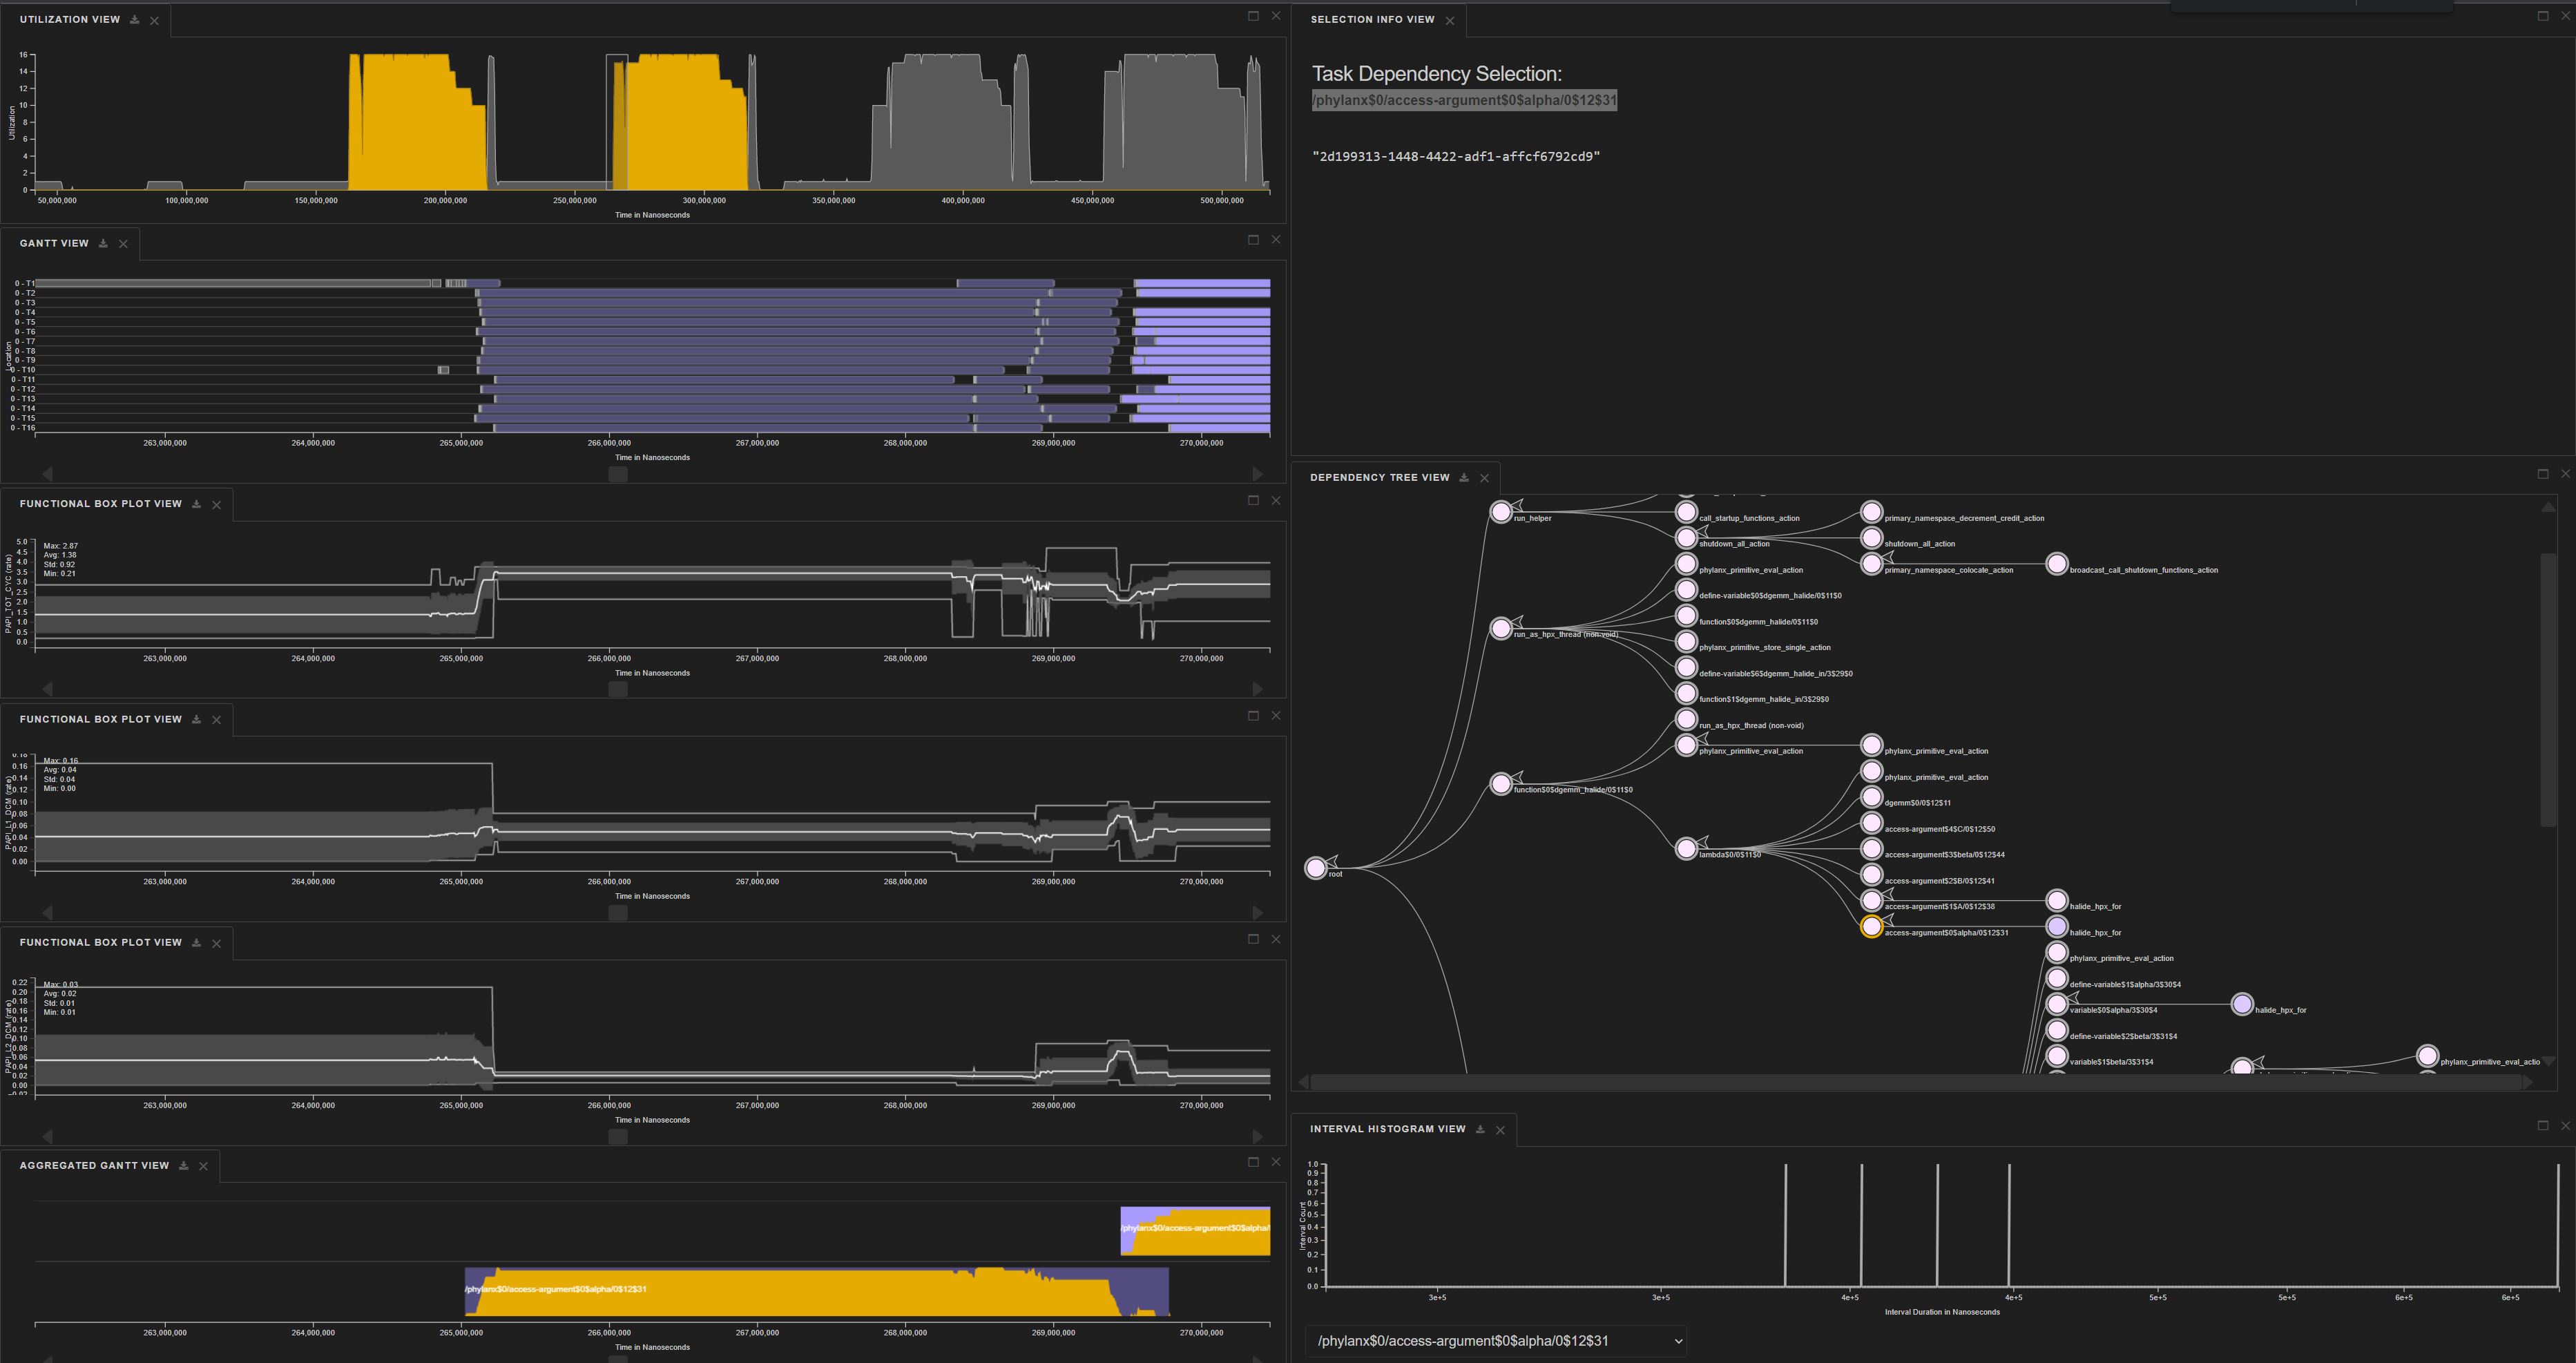 UTILIZATION VIEW
16
14
12
10
8
6
4
2
0
Utilization
50,000,000 100,000,000 150,000,000 200,000,000 250,000,000 300,000,000 350,000,000 400,000,000 450,000,000 500,000,000
Time in Nanoseconds
GANTT VIEW
0 - T1
0 - T2
0 - T3
0 - T4
0 - T5
0 - T6
0 - T7
0 - T8
0 - T9
0 - T10
0 - T11
0 - T12
0 - T13
0 - T14
0 - T15
0 - T16
263,000,000 264,000,000 265,000,000 266,000,000 267,000,000 268,000,000 269,000,000 270,000,000
Time in Nanoseconds
FUNCTIONAL BOX PLOT VIEW
PAPI_TOT_CYC (rate)
5.0
4.5
4.0
3.5
3.0
2.5
2.0
1.5
1.0
0.5
0.0
Max: 2.87
Avg: 1.38
Std: 0.92
Min: 0.21
263,000,000 264,000,000 265,000,000 266,000,000 267,000,000 268,000,000 269,000,000 270,000,000
Time in Nanoseconds
FUNCTIONAL BOX PLOT VIEW
PAPI_L1_DCM (rate)
0.18
0.16
0.14
0.12
0.10
0.08
0.06
0.04
0.02
0.00
Max: 0.16
Avg: 0.04
Std: 0.04
Min: 0.00
263,000,000 264,000,000 265,000,000 266,000,000 267,000,000 268,000,000 269,000,000 270,000,000
Time in Nanoseconds
FUNCTIONAL BOX PLOT VIEW
PAPI_L2_DCM (rate)
0.22
0.20
0.18
0.16
0.14
0.12
0.10
0.08
0.06
0.04
0.02
0.00
-0.02
Max: 0.03
Avg: 0.02
Std: 0.01
Min: 0.01
263,000,000 264,000,000 265,000,000 266,000,000 267,000,000 268,000,000 269,000,000 270,000,000
Time in Nanoseconds
AGGREGATED GANTT VIEW
/phylanx$0/access-argument$0$alpha/
/phylanx$0/access-argument$0$alpha/0$12$31
263,000,000 264,000,000 265,000,000 266,000,000 267,000,000 268,000,000 269,000,000 270,000,000
Time in Nanoseconds
SELECTION INFO VIEW
Task Dependency Selection:
/phylanx$0/access-argument$0$alpha/0$12$31
"2d199313-1448-4422-adf1-affcf6792cd9"
DEPENDENCY TREE VIEW
run_helper
call_startup_functions_action
primary_namespace_decrement_credit_action
shutdown_all_action
shutdown_all_action
phylanx_primitive_eval_action
primary_namespace_colocate_action
broadcast_call_shutdown_functions_action
define-variable$0$dgemm_halide/0$11$0
function$0$dgemm_halide/0$11$0
run_as_hpx_thread (non-void)
phylanx_primitive_store_single_action
define-variable$6$dgemm_halide_in/3$29$0
function$1$dgemm_halide_in/3$29$0
run_as_hpx_thread (non-void)
phylanx_primitive_eval_action
phylanx_primitive_eval_action
phylanx_primitive_eval_action
function$0$dgemm_halide/0$11$0
dgemm$0/0$12$11
access-argument$4$C/0$12$50
lambda$0/0$11$0
access-argument$3$beta/0$12$44
root
access-argument$2$B/0$12$41
access-argument$1$A/0$12$38
halide_hpx_for
access-argument$0$alpha/0$12$31
halide_hpx_for
phylanx_primitive_eval_action
define-variable$1$alpha/3$30$4
variable$0$alpha/3$30$4
halide_hpx_for
define-variable$2$beta/3$31$4
variable$1$beta/3$31$4
phylanx_primitive_eval_actio
INTERVAL HISTOGRAM VIEW
Interval Count
1.0
0.9
0.8
0.7
0.6
0.5
0.4
0.3
0.2
0.1
0.0
3e+5 3e+5 4e+5 4e+5 5e+5 5e+5 6e+5 6e+5
Interval Duration in Nanoseconds
/phylanx$0/access-argument$0$alpha/0$12$31